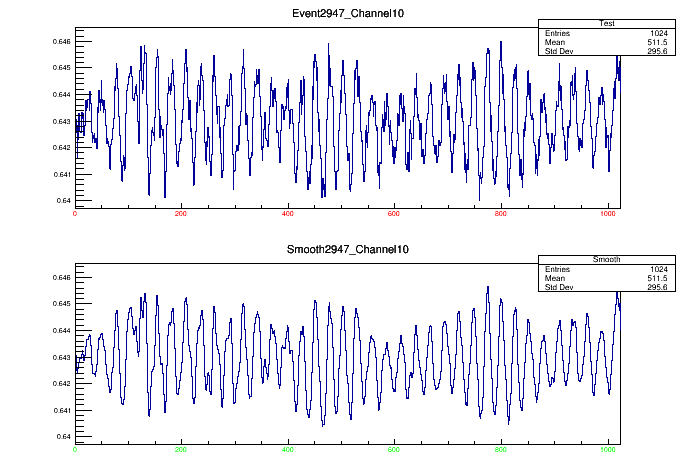 Event2947_Channel10
Test
Entries 1024
Mean 511.5
Std Dev 295.6
0.646
0.645
0.644
0.643
0.642
0.641
0.64
0 200 400 600 800 1000
Smooth2947_Channel10
Smooth
Entries 1024
Mean 511.5
Std Dev 295.6
0.646
0.645
0.644
0.643
0.642
0.641
0.64
0 200 400 600 800 1000